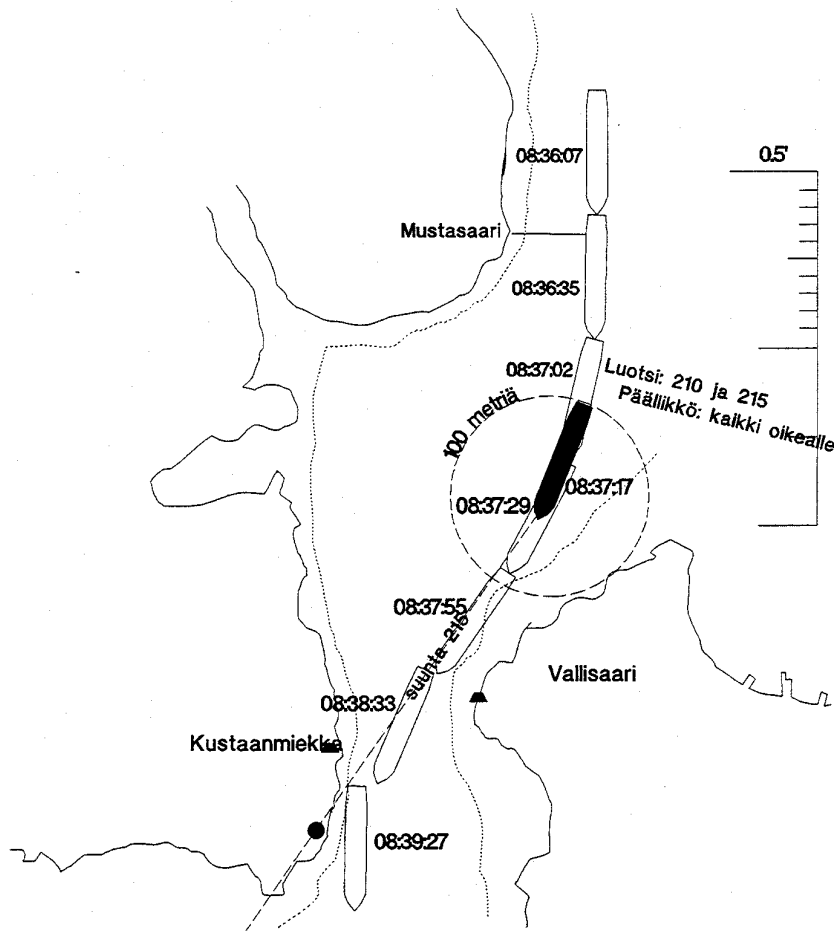 08:36:07
0.5'
Mustasaari
08:36:35
08:37:02
Luotsi: 210 ja 215
Päällikkö: kaikki oikealle
100 metriä
08:37:17
08:37:29
08:37:55
suunta 215
Vallisaari
08:38:33
Kustaanmiekka
08:39:27